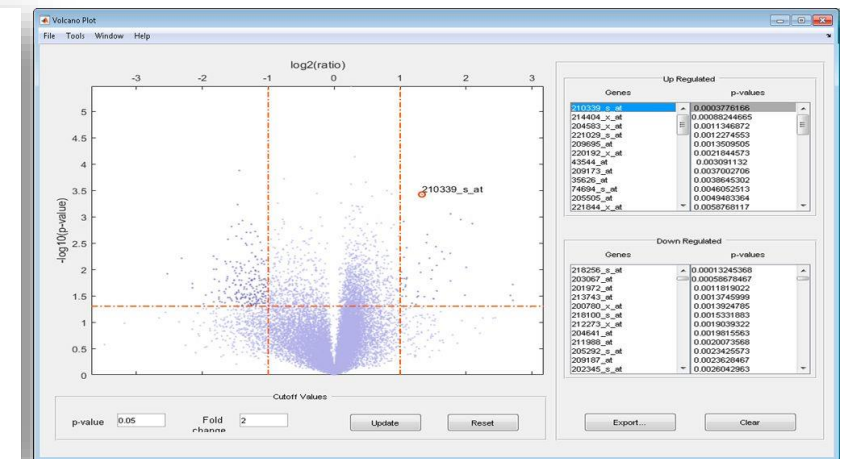 Volcano Plot
File Tools Window Help
log2(ratio)
-3 -2 -1 0 1 2 3
5
4.5
4
3.5
3
2.5
2
1.5
1
0.5
0
-log10(p-value)
210339_s_at
Up Regulated
Genes p-values
210339_s_at 0.0003776166
214404_x_at 0.00088244665
204583_x_at 0.0011346872
221029_s_at 0.0012274553
209695_at 0.0013509505
220192_x_at 0.0021844573
43544_at 0.003091132
209173_at 0.0037002706
35626_at 0.0038645302
74694_s_at 0.0046052513
205505_at 0.0049483364
221844_x_at 0.0058768117
Down Regulated
Genes p-values
218256_s_at 0.00013245368
203067_at 0.00058678467
201972_at 0.0011819022
213743_at 0.0013745999
200780_x_at 0.0013924785
218100_s_at 0.0015331883
212273_x_at 0.0019039322
204641_at 0.0019815563
211988_at 0.0020073568
205292_s_at 0.0023425573
209187_at 0.0023628467
202345_s_at 0.0026042963
Cutoff Values
p-value 0.05 Fold change 2 Update Reset
Export... Clear